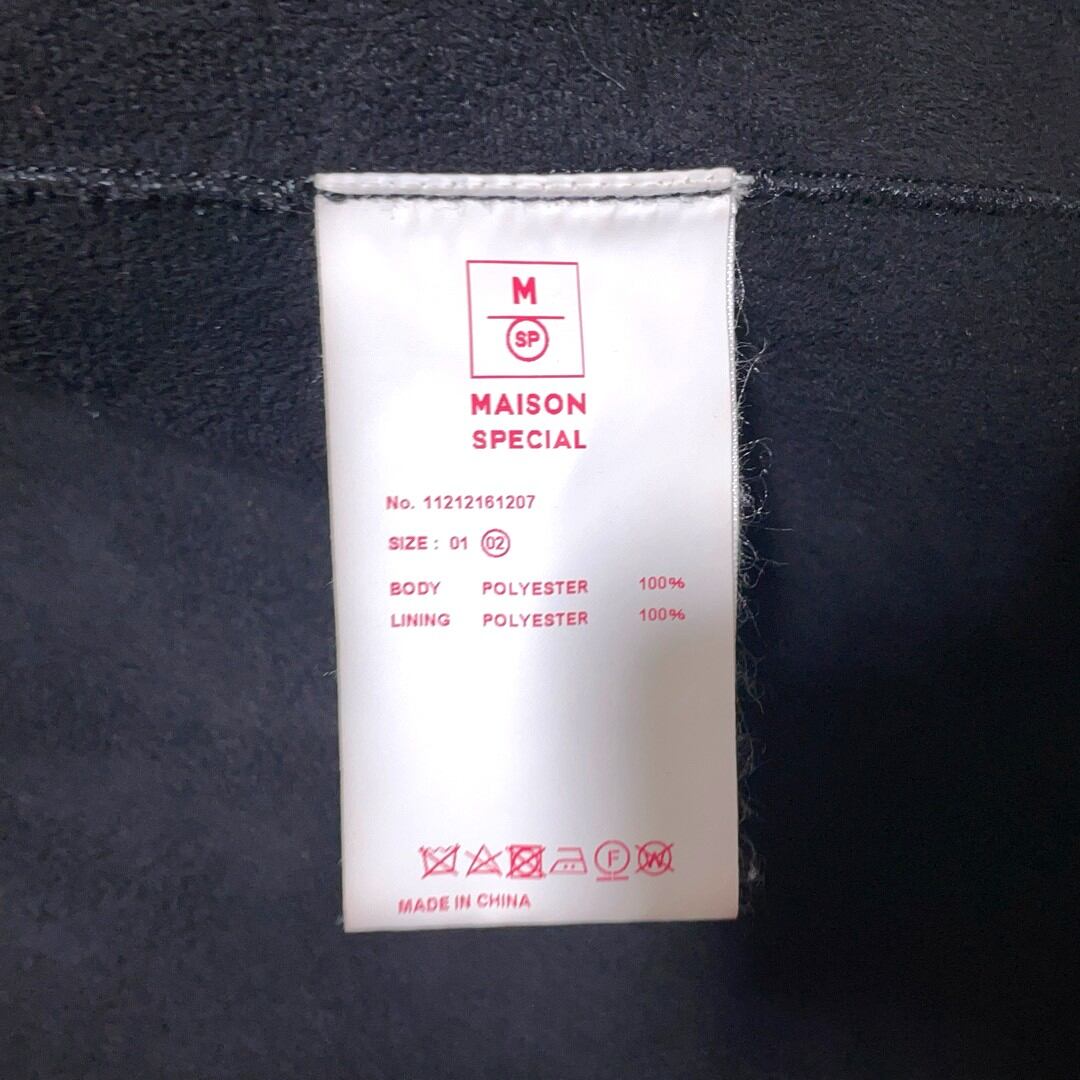 M
SP
MAISON
SPECIAL
No. 11212161207
SIZE : 01 02
BODY POLYESTER 100%
LINING POLYESTER 100%
F W
MADE IN CHINA